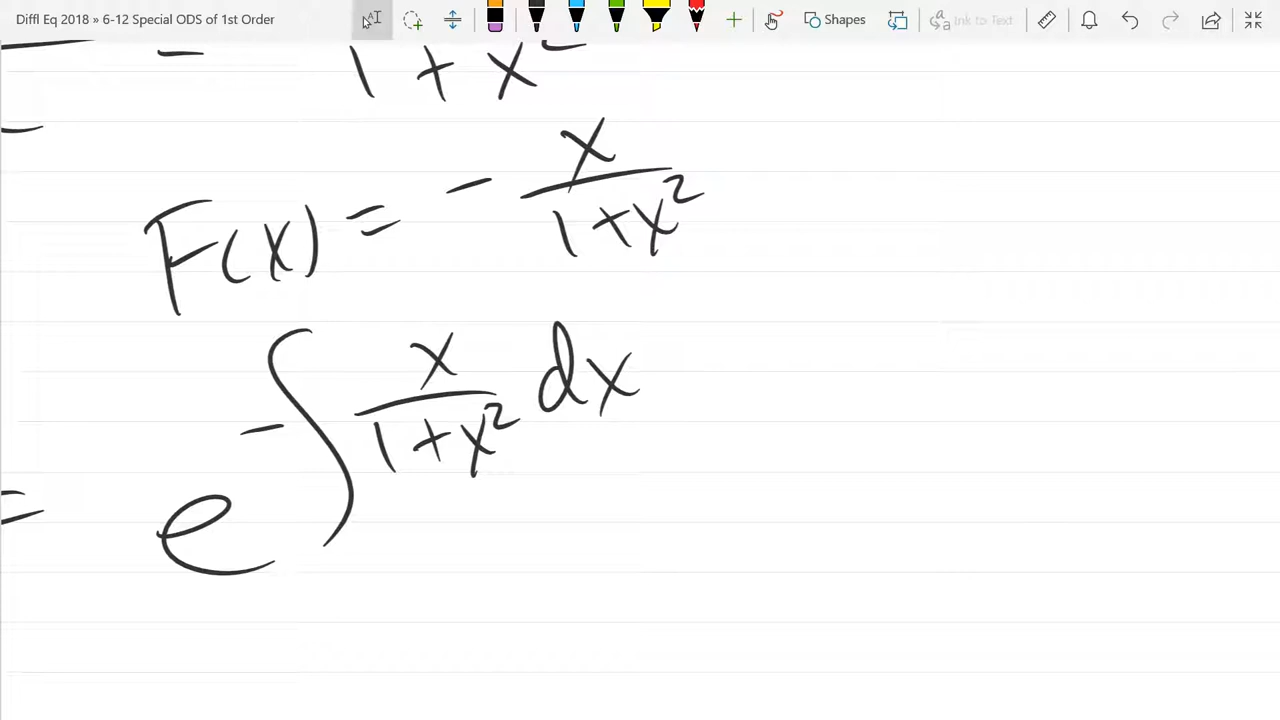 Diffl Eq 2018 » 6-12 Special ODS of 1st Order
Shapes
Ink to Text
= 1 + x²
F(x) = - x/(1+x²)
= e^(-∫ x/(1+x²) dx)